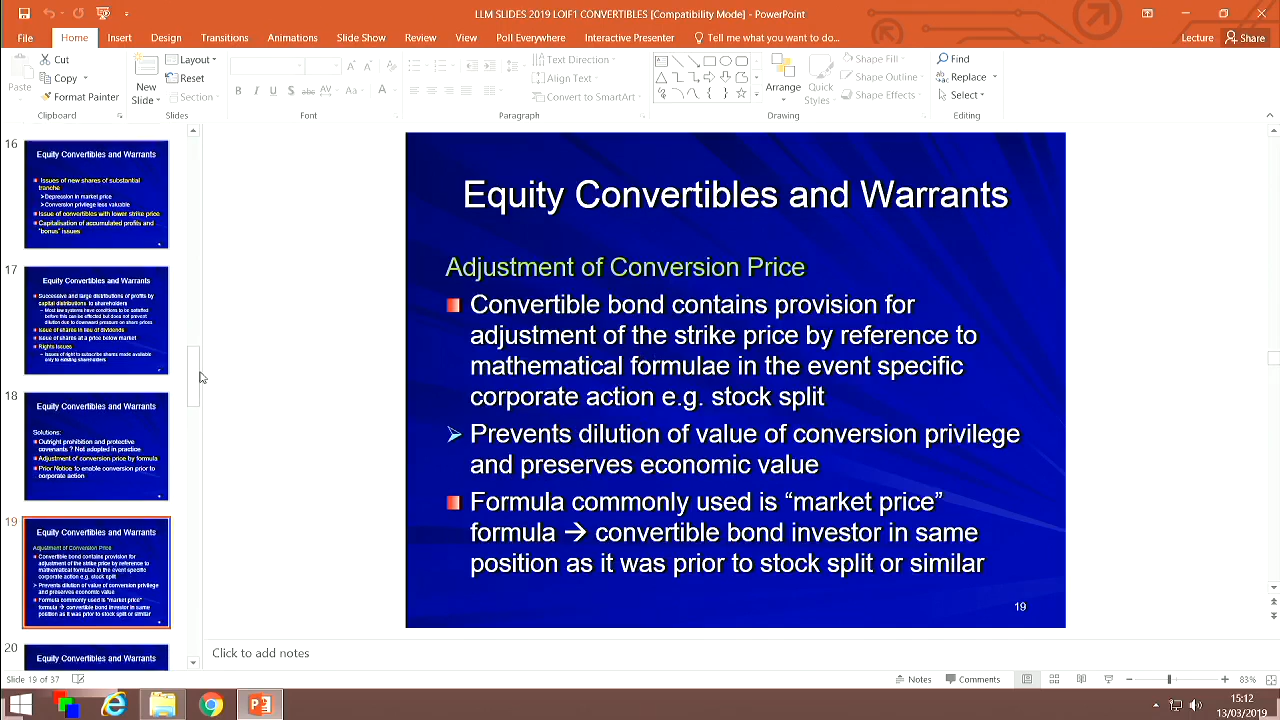 LLM SLIDES 2019 LOIF1 CONVERTIBLES [Compatibility Mode] - PowerPoint
File Home Insert Design Transitions Animations Slide Show Review View Poll Everywhere Interactive Presenter Tell me what you want to do... Lecture Share
Paste
Cut
Copy
Format Painter
Clipboard
New Slide
Layout
Reset
Section
Slides
B I U S abc AV Aa A
Font
Text Direction
Align Text
Convert to SmartArt
Paragraph
Arrange
Quick Styles
Shape Fill
Shape Outline
Shape Effects
Drawing
Find
Replace
Select
Editing
16
Equity Convertibles and Warrants
Issues of new shares of substantial
tranche
Depression in market price
Conversion privilege less valuable
Issue of convertibles with lower strike price
Capitalisation of accumulated profits and
"bonus" issues
17
Equity Convertibles and Warrants
Successive and large distributions of profits by
capital distributions to shareholders
– Most law systems have conditions to be satisfied
before this can be effected but does not prevent
dilution due to downward pressure on share prices
Issue of shares in lieu of dividends
Issue of shares at a price below market
Rights Issues
– Issues of right to subscribe shares made available
only to existing shareholders
18
Equity Convertibles and Warrants
Solutions:
Outright prohibition and protective
covenants ? Not adopted in practice
Adjustment of conversion price by formula
Prior Notice to enable conversion prior to
corporate action
19
Equity Convertibles and Warrants
Adjustment of Conversion Price
Convertible bond contains provision for
adjustment of the strike price by reference to
mathematical formulae in the event specific
corporate action e.g. stock split
Prevents dilution of value of conversion privilege
and preserves economic value
Formula commonly used is "market price"
formula → convertible bond investor in same
position as it was prior to stock split or similar
20
Equity Convertibles and Warrants
Equity Convertibles and Warrants
Adjustment of Conversion Price
Convertible bond contains provision for
adjustment of the strike price by reference to
mathematical formulae in the event specific
corporate action e.g. stock split
Prevents dilution of value of conversion privilege
and preserves economic value
Formula commonly used is “market price”
formula → convertible bond investor in same
position as it was prior to stock split or similar
19
Click to add notes
Slide 19 of 37 Notes Comments 83%
15:12
13/03/2019